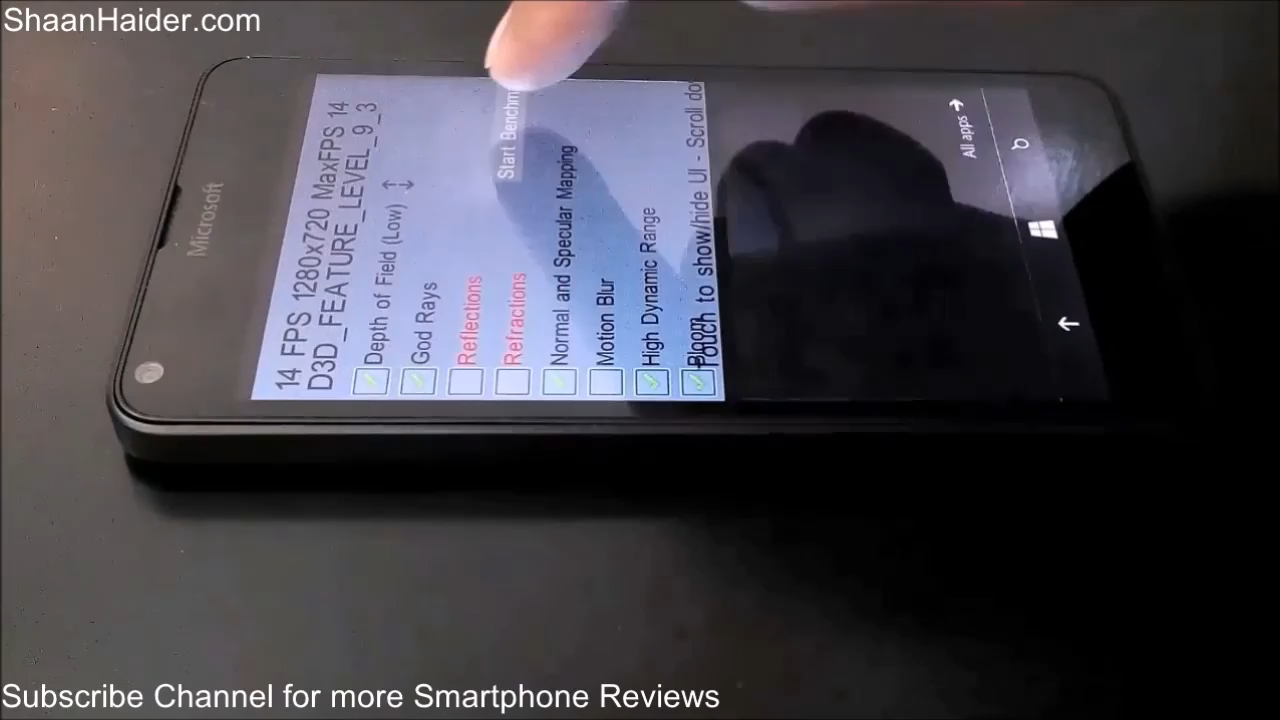 ShaanHaider.com
Microsoft
14 FPS 1280x720 MaxFPS 14
D3D_FEATURE_LEVEL_9_3
Depth of Field (Low)
God Rays
Reflections
Refractions
Start Benchm
Normal and Specular Mapping
Motion Blur
High Dynamic Range
Bloom
Touch to show/hide UI - Scroll do
All apps
Subscribe Channel for more Smartphone Reviews